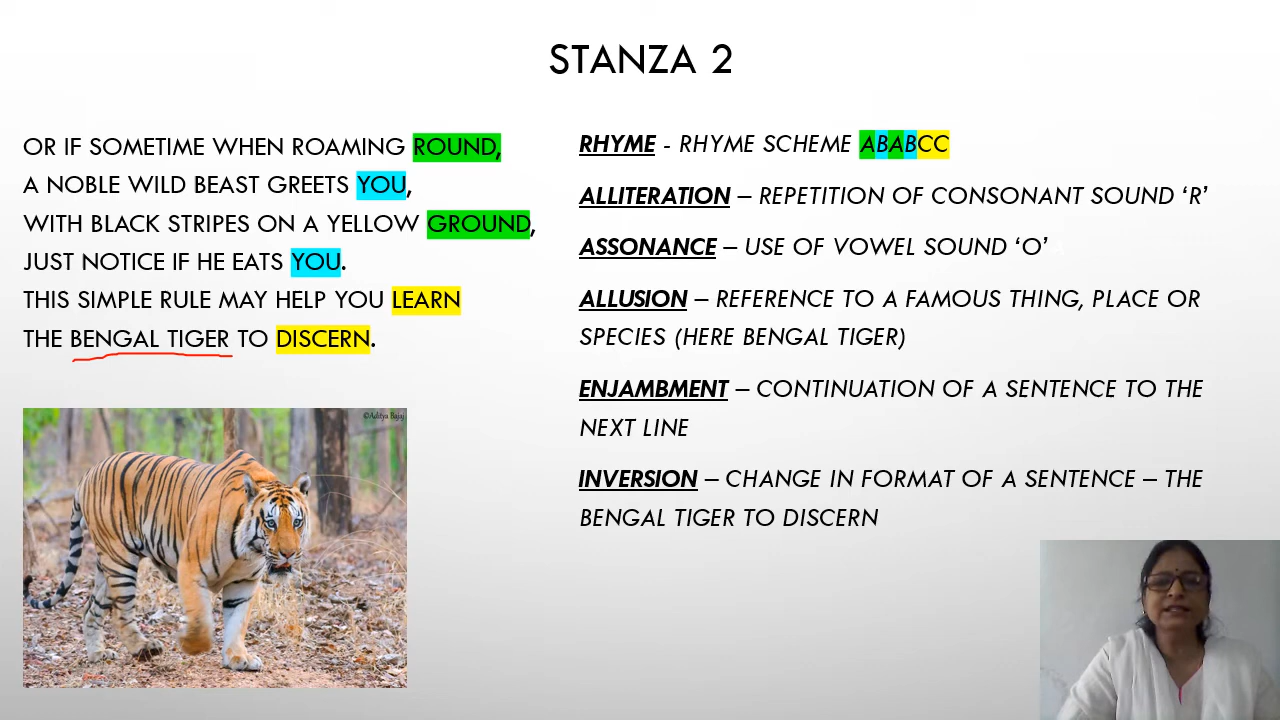 STANZA 2
OR IF SOMETIME WHEN ROAMING ROUND,
A NOBLE WILD BEAST GREETS YOU,
WITH BLACK STRIPES ON A YELLOW GROUND,
JUST NOTICE IF HE EATS YOU.
THIS SIMPLE RULE MAY HELP YOU LEARN
THE BENGAL TIGER TO DISCERN.
©Aditya Bajaj
RHYME - RHYME SCHEME ABABCC
ALLITERATION – REPETITION OF CONSONANT SOUND ‘R’
ASSONANCE – USE OF VOWEL SOUND ‘O’
ALLUSION – REFERENCE TO A FAMOUS THING, PLACE OR
SPECIES (HERE BENGAL TIGER)
ENJAMBMENT – CONTINUATION OF A SENTENCE TO THE
NEXT LINE
INVERSION – CHANGE IN FORMAT OF A SENTENCE – THE
BENGAL TIGER TO DISCERN